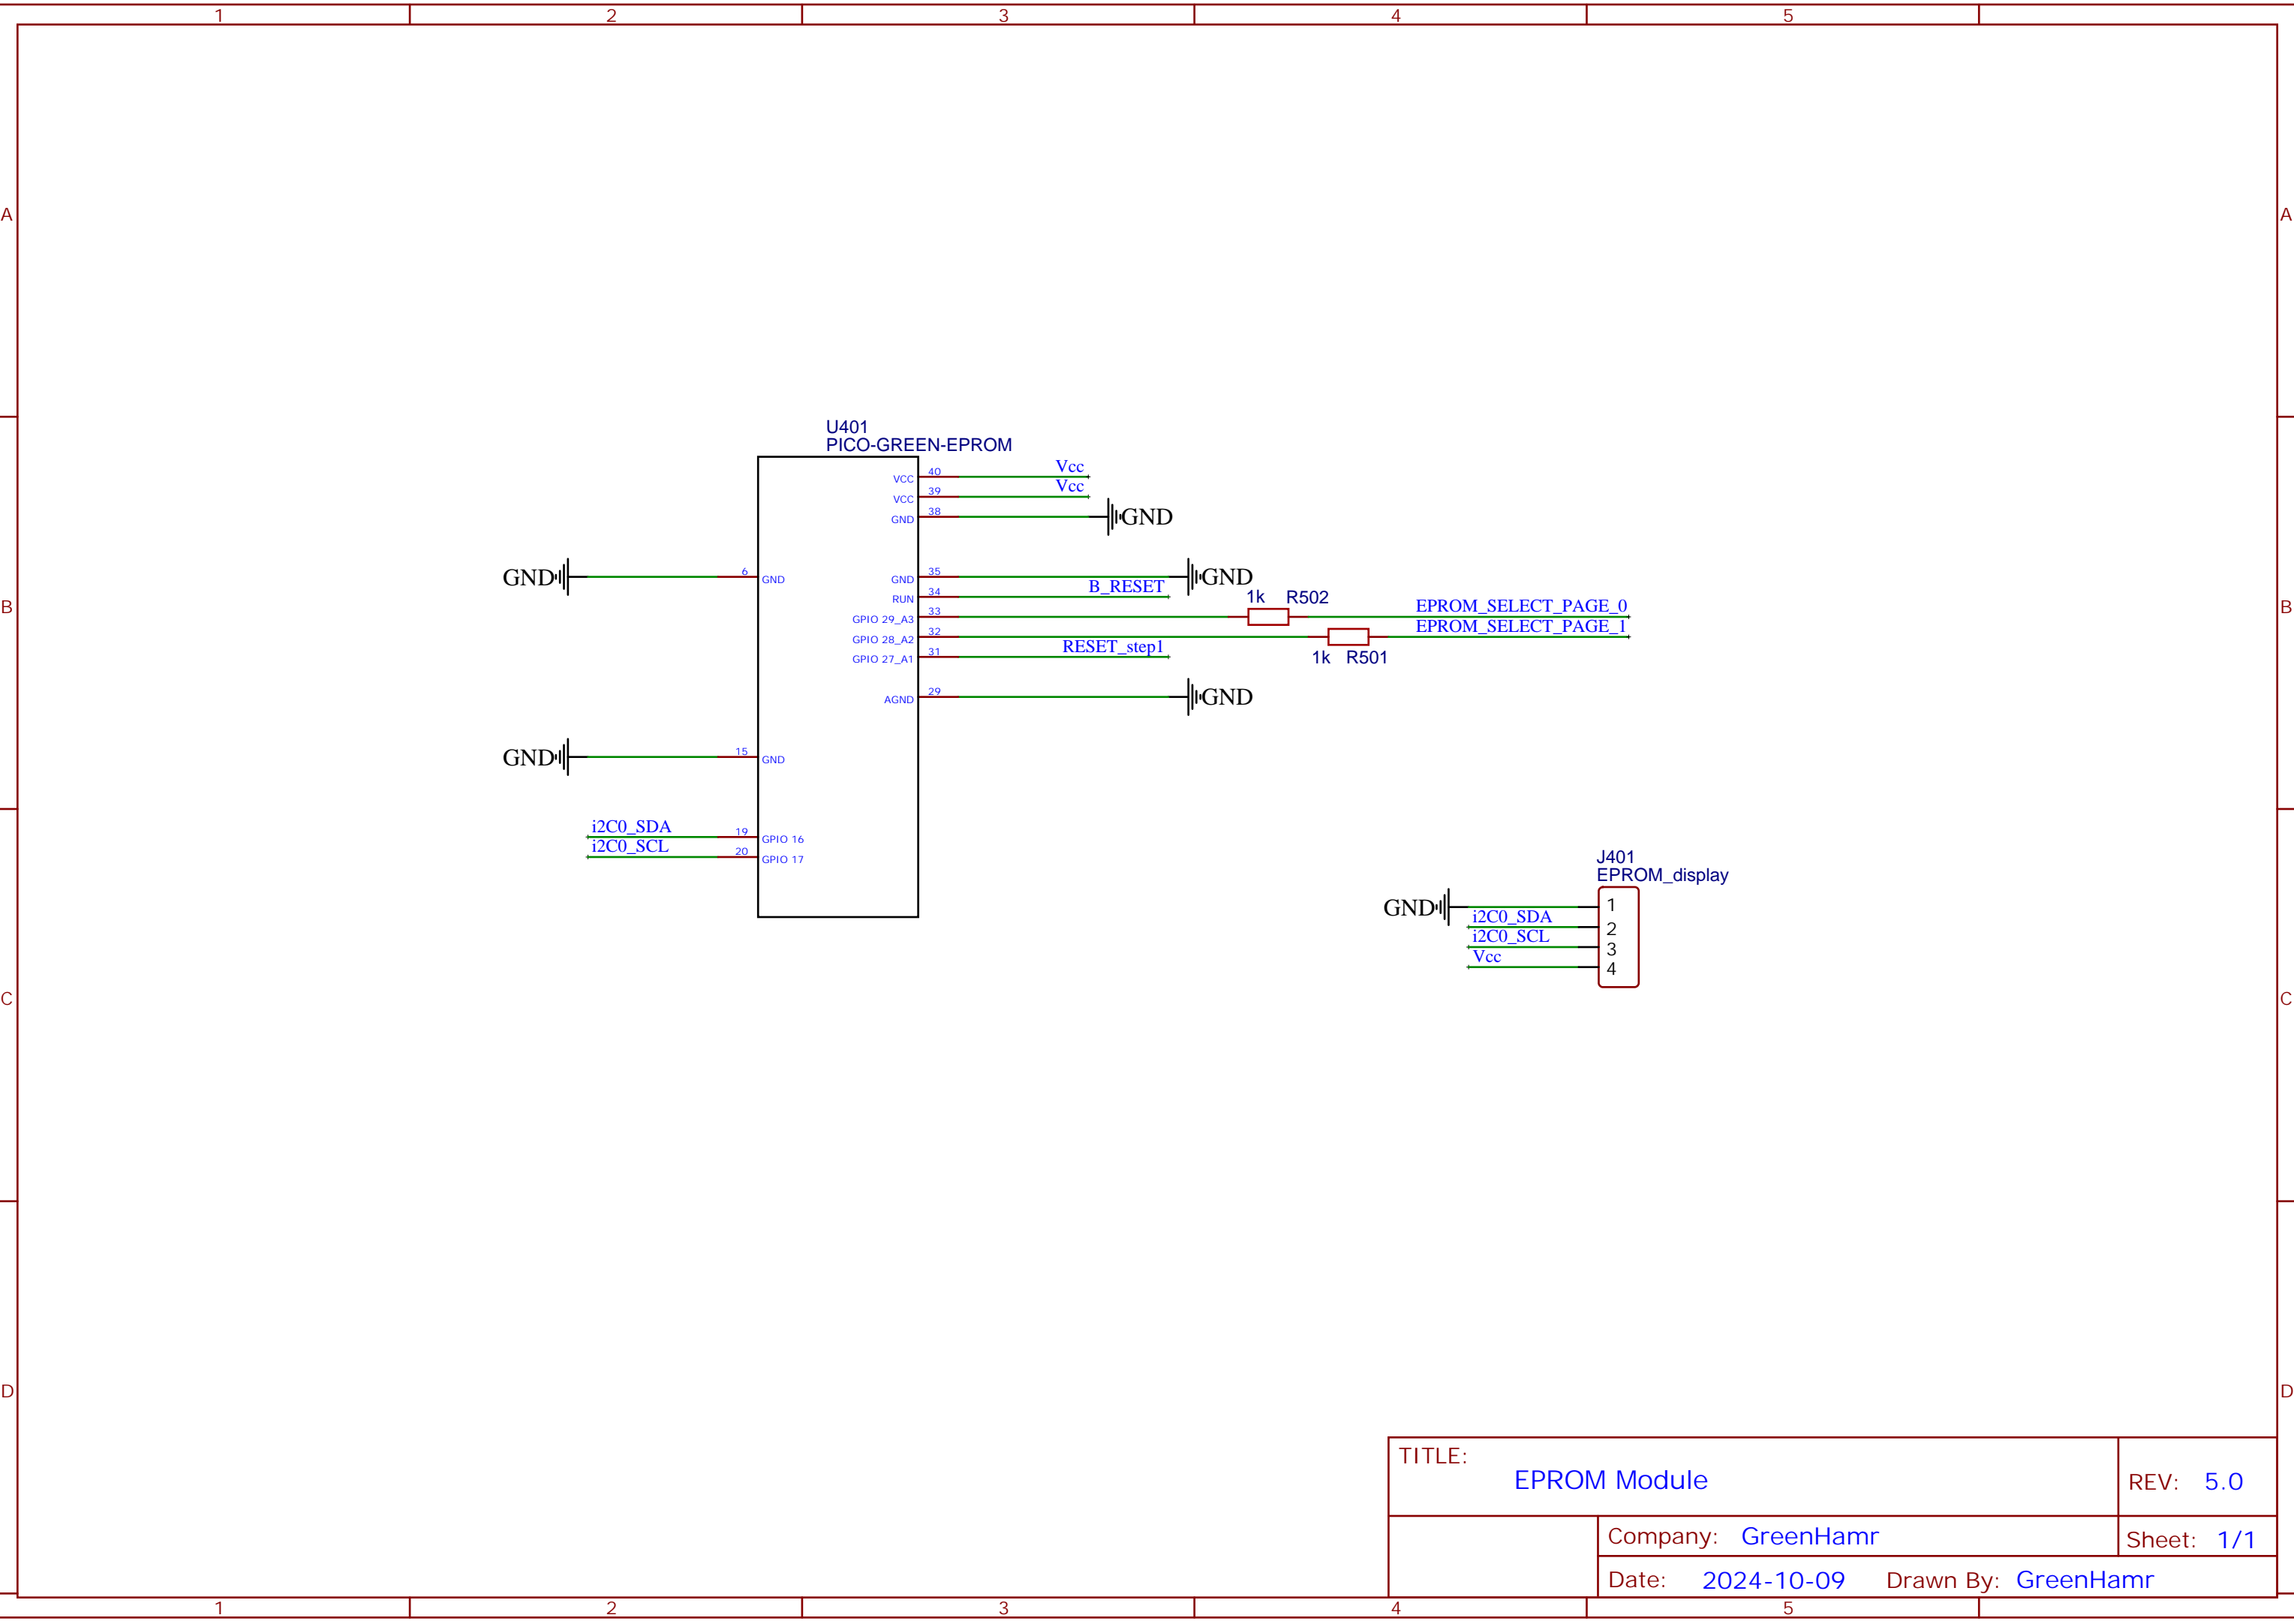 1 2 3 4 5
A A
U401
PICO-GREEN-EPROM
VCC 40 Vcc
VCC 39 Vcc
GND 38 GND
GND 6 GND GND 35 GND
RUN 34 B_RESET
B B
GPIO 29_A3 33 1k R502 EPROM_SELECT_PAGE_0
GPIO 28_A2 32 EPROM_SELECT_PAGE_1
1k R501
GPIO 27_A1 31 RESET_step1
AGND 29 GND
GND 15 GND
i2C0_SDA 19 GPIO 16
i2C0_SCL 20 GPIO 17
J401
EPROM_display
GND 1
i2C0_SDA 2
i2C0_SCL 3
Vcc 4
C C
D D
TITLE:
EPROM Module
REV: 5.0
Company: GreenHamr
Sheet: 1/1
Date: 2024-10-09 Drawn By: GreenHamr
1 2 3 4 5